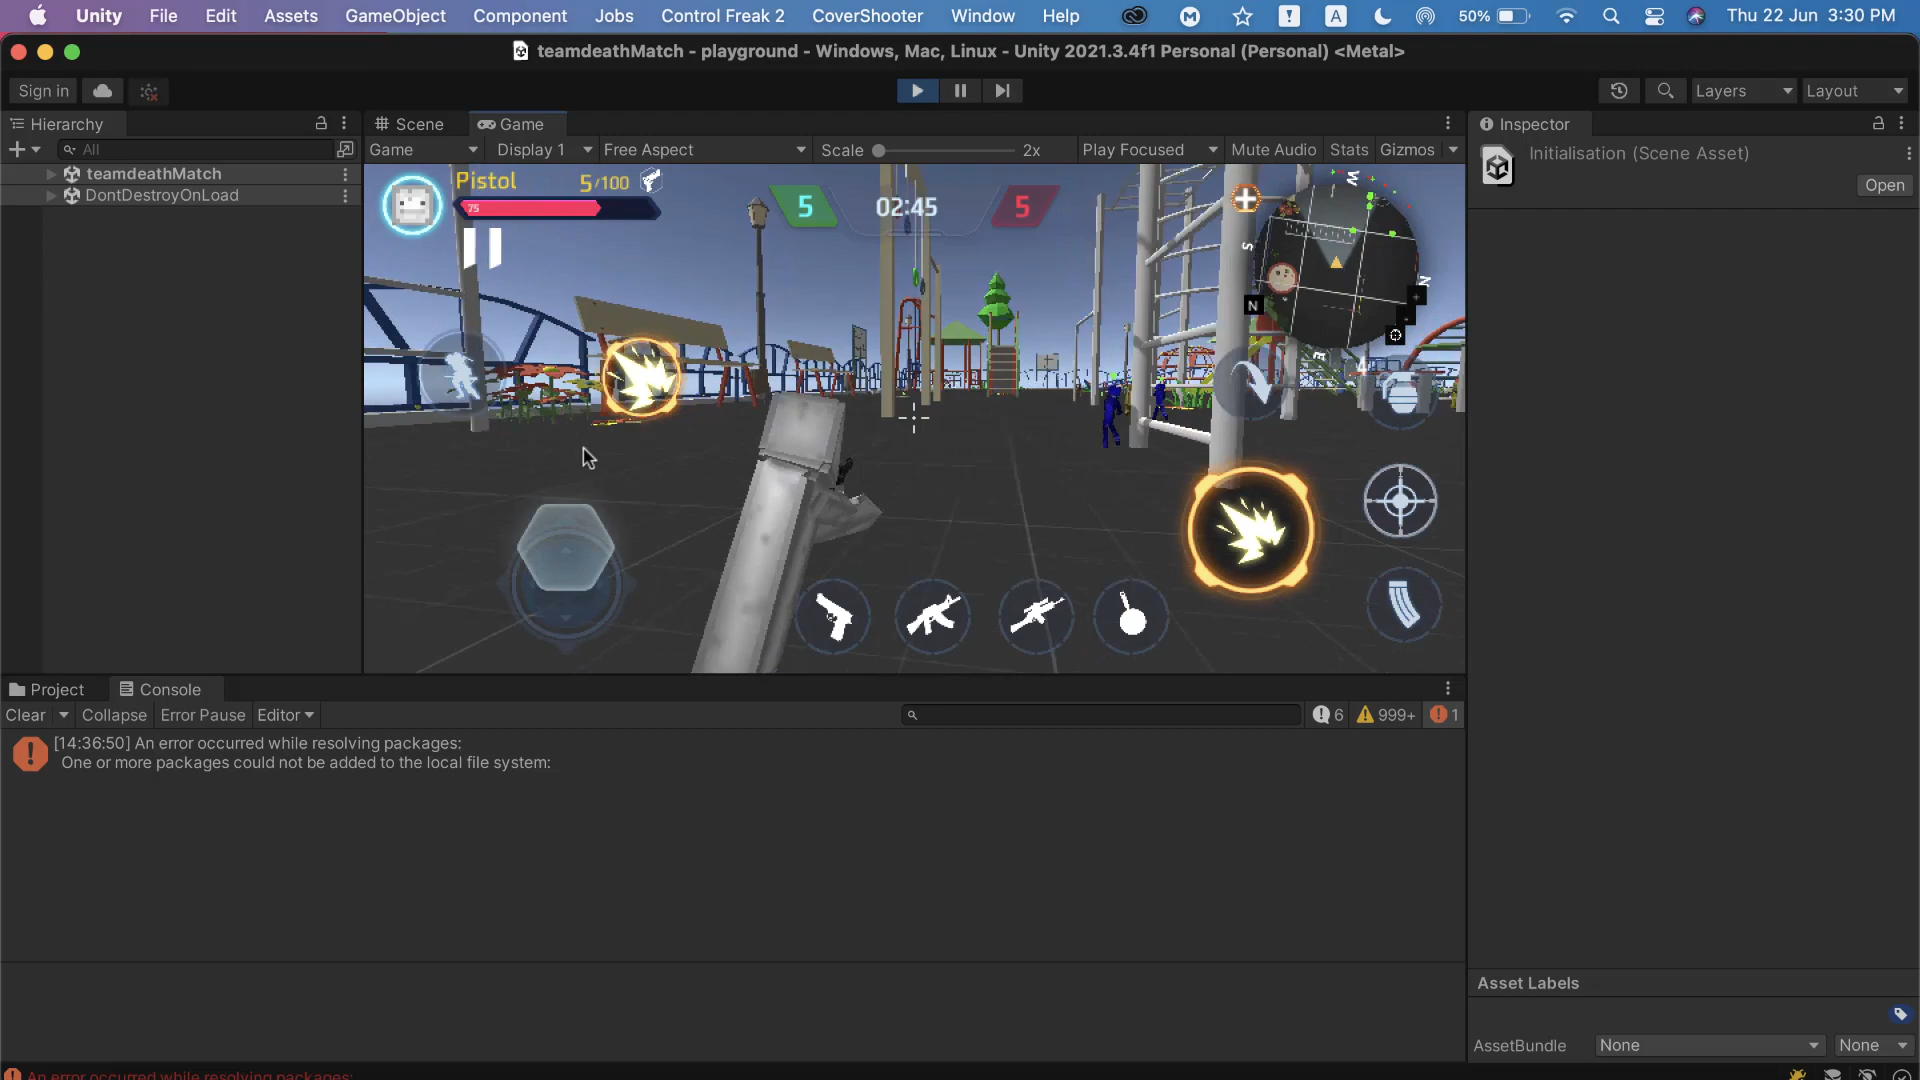 Unity File Edit Assets GameObject Component Jobs Control Freak 2 CoverShooter Window Help A 50% Thu 22 Jun 3:30 PM
teamdeathMatch - playground - Windows, Mac, Linux - Unity 2021.3.4f1 Personal (Personal) <Metal>
Sign in Layers Layout
Hierarchy Scene Game Inspector
All Game Display 1 Free Aspect Scale 2x Play Focused Mute Audio Stats Gizmos Initialisation (Scene Asset)
Open
teamdeathMatch
DontDestroyOnLoad
Pistol 5/100
75
5 02:45 5
W
S
N
N
E
4
Project Console
Clear Collapse Error Pause Editor 6 999+ 1
[14:36:50] An error occurred while resolving packages:
One or more packages could not be added to the local file system:
Asset Labels
AssetBundle None None
An error occurred while resolving packages: